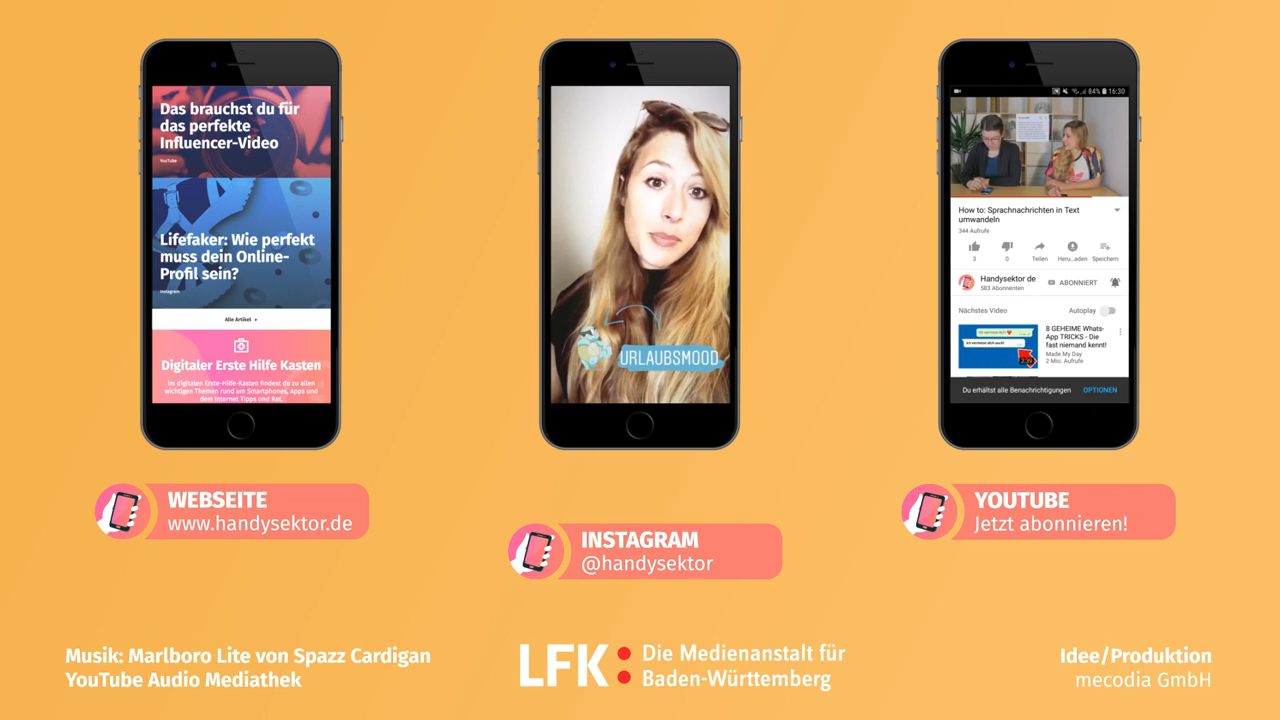 Das brauchst du für
das perfekte
Influencer-Video
YouTube
Lifefaker: Wie perfekt
muss dein Online-
Profil sein?
Instagram
Alle Artikel
Digitaler Erste Hilfe Kasten
Im digitalen Erste-Hilfe-Kasten findest du zu allen
wichtigen Themen rund um Smartphones, Apps und
dem Internet Tipps und Rat.
URLAUBSMOOD
84% 16:30
How to: Sprachnachrichten in Text
umwandeln
344 Aufrufe
3 0 Teilen Heru...aden Speichern
Handysektor de
583 Abonnenten
ABONNIERT
Nächstes Video Autoplay
8 GEHEIME Whats-
App TRICKS - Die
fast niemand kennt!
Made My Day
2 Mio. Aufrufe
Du erhältst alle Benachrichtigungen OPTIONEN
WEBSEITE
www.handysektor.de
INSTAGRAM
@handysektor
YOUTUBE
Jetzt abonnieren!
Musik: Marlboro Lite von Spazz Cardigan
YouTube Audio Mediathek
LFK: Die Medienanstalt für
Baden-Württemberg
Idee/Produktion
mecodia GmbH